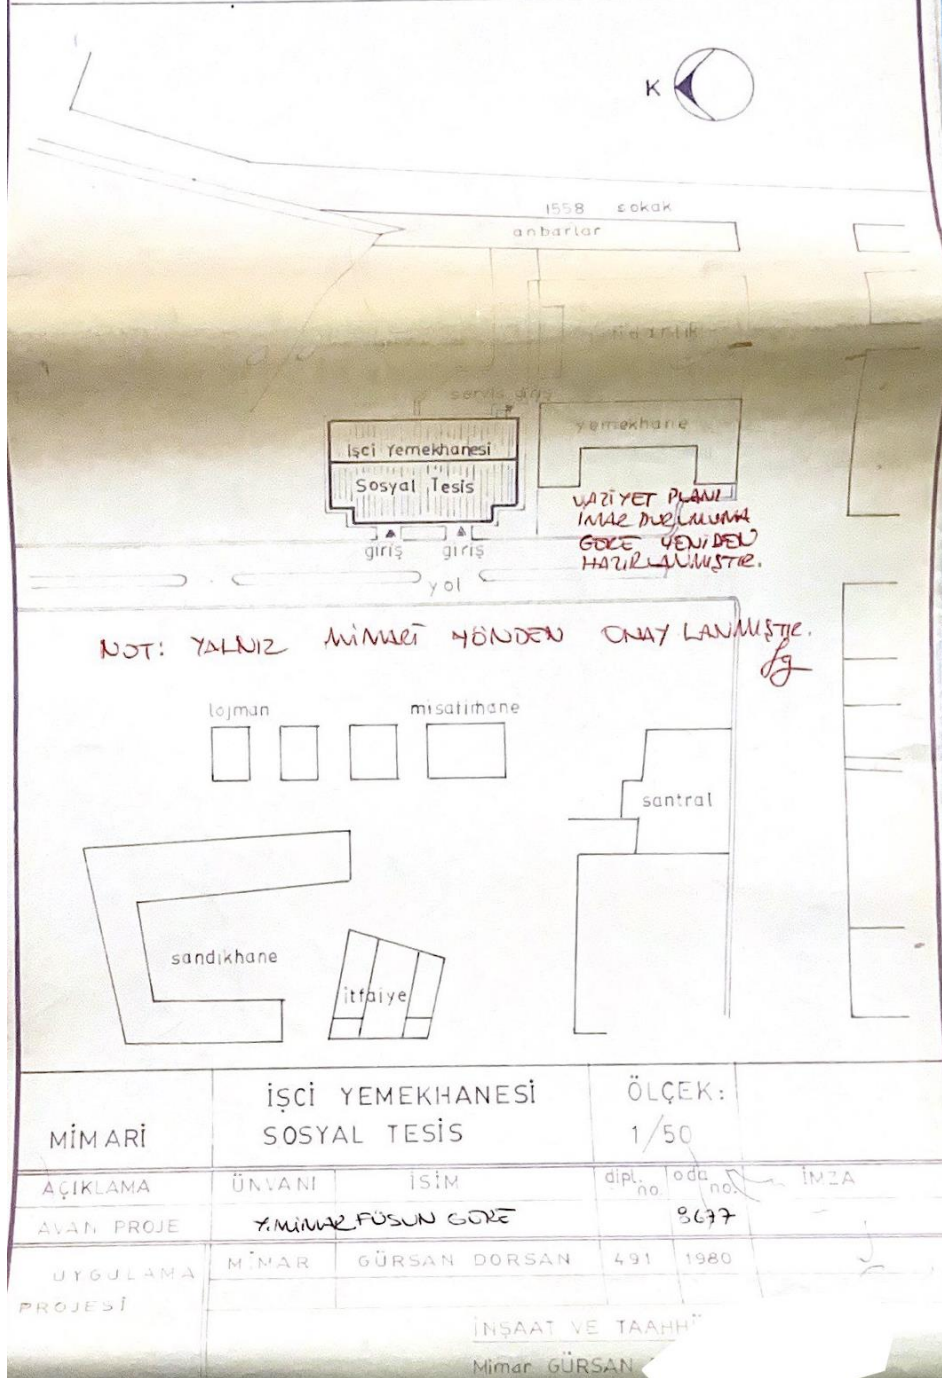 K
1558 sokak
anbarlar
servis giriş
yemekhane
işci Yemekhanesi
Sosyal Tesis
VAZİYET PLANI
İMAR DURUMUNA
GÖRE YENİDEN
HAZIRLANMIŞTIR.
giriş giriş
yol
NOT: YALNIZ MİMARİ YÖNDEN ONAYLANMIŞTIR.
lojman misafirhane
santral
sandıkhane
itfaiye
MİMARİ
İŞCİ YEMEKHANESİ
SOSYAL TESİS
ÖLÇEK:
1/50
AÇIKLAMA ÜNVANI İSİM dipl. no. oda no. İMZA
AVAN PROJE Y.MİMAR FÜSUN GÖRE 3677
UYGULAMA PROJESİ MİMAR GÜRSAN DORSAN 491 1980
İNŞAAT VE TAAHH
Mimar GÜRSAN